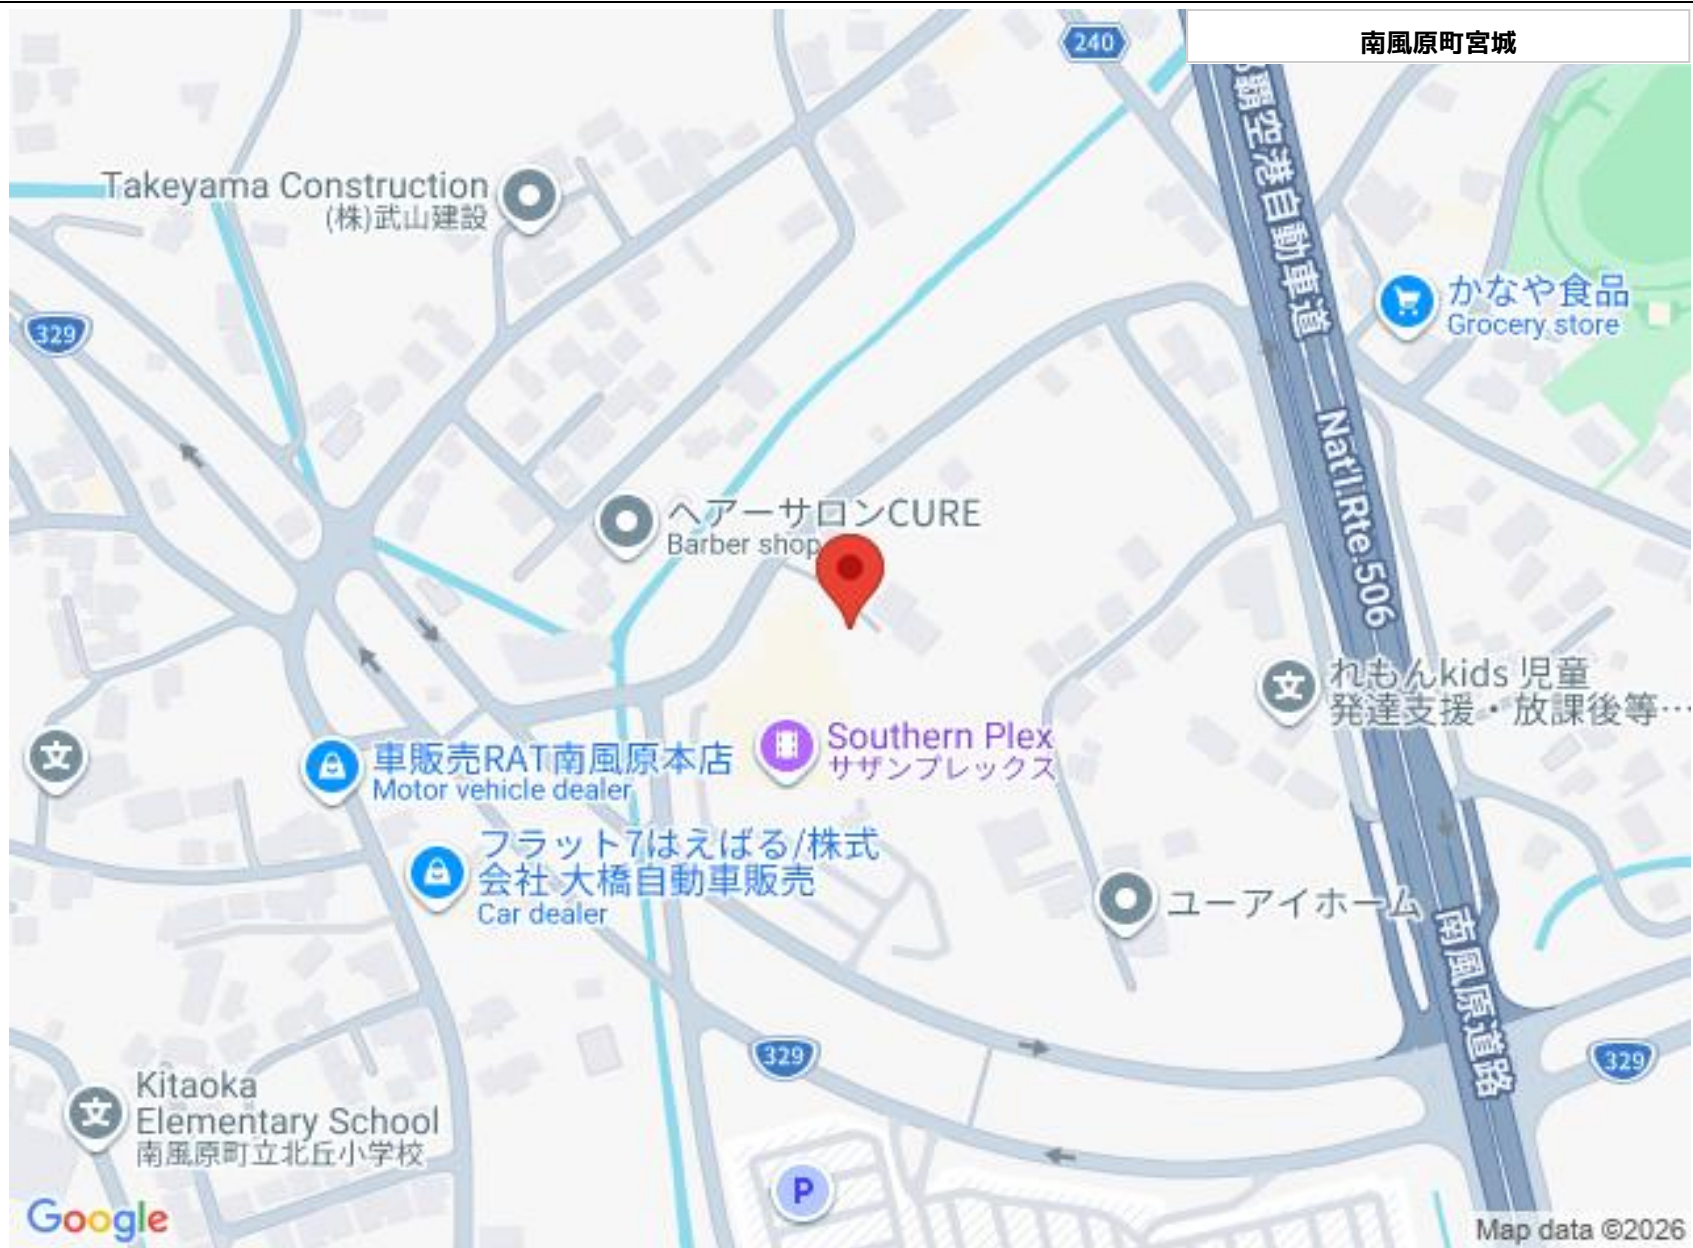 南風原町宮城
240
那覇空港自動車道
Takeyama Construction
(株)武山建設
329
かなや食品
Grocery store
Nat'l Rte.506
ヘアーサロンCURE
Barber shop
れもんkids 児童
発達支援・放課後等…
Southern Plex
サザンプレックス
車販売RAT南風原本店
Motor vehicle dealer
フラット7はえばる/株式
会社 大橋自動車販売
Car dealer
ユーアイホーム
南風原道路
329
329
Kitaoka
Elementary School
南風原町立北丘小学校
P
Google
Map data ©2026